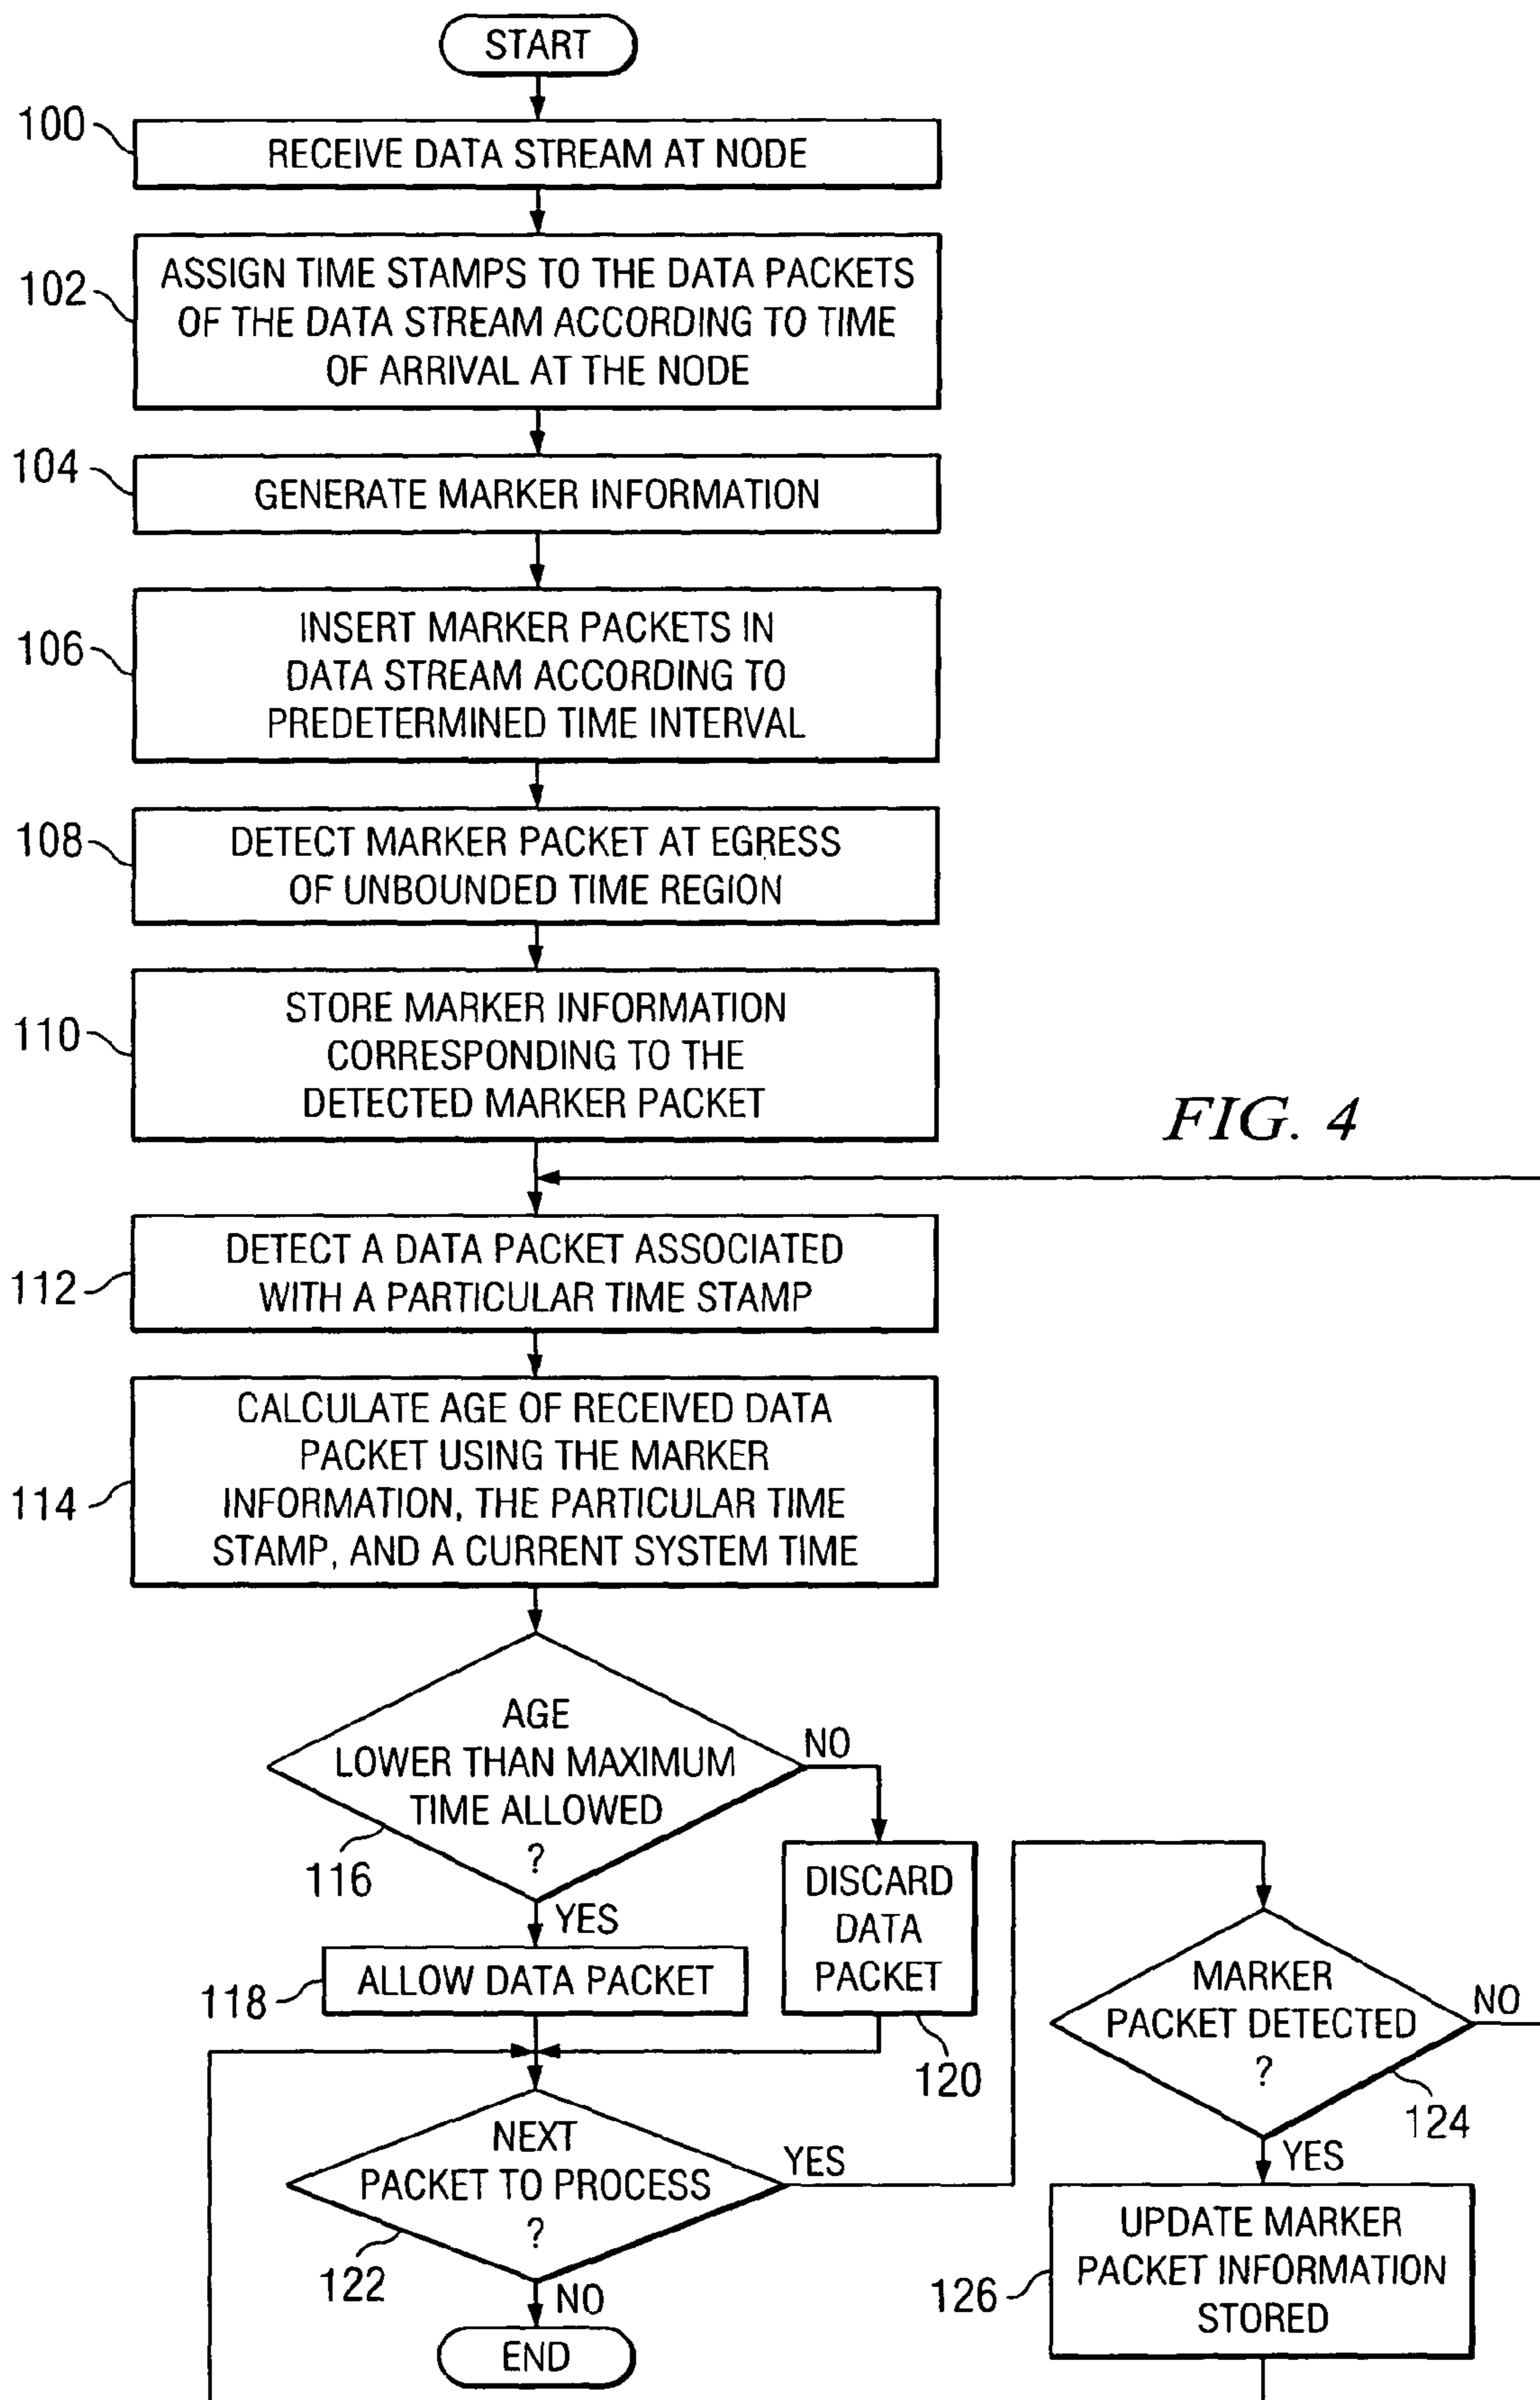 START
100
RECEIVE DATA STREAM AT NODE
102
ASSIGN TIME STAMPS TO THE DATA PACKETS
OF THE DATA STREAM ACCORDING TO TIME
OF ARRIVAL AT THE NODE
104
GENERATE MARKER INFORMATION
106
INSERT MARKER PACKETS IN
DATA STREAM ACCORDING TO
PREDETERMINED TIME INTERVAL
108
DETECT MARKER PACKET AT EGRESS
OF UNBOUNDED TIME REGION
110
STORE MARKER INFORMATION
CORRESPONDING TO THE
DETECTED MARKER PACKET
FIG. 4
112
DETECT A DATA PACKET ASSOCIATED
WITH A PARTICULAR TIME STAMP
114
CALCULATE AGE OF RECEIVED DATA
PACKET USING THE MARKER
INFORMATION, THE PARTICULAR TIME
STAMP, AND A CURRENT SYSTEM TIME
AGE
LOWER THAN MAXIMUM
TIME ALLOWED
?
116
NO
YES
DISCARD
DATA
PACKET
120
118
ALLOW DATA PACKET
NEXT
PACKET TO PROCESS
?
122
YES
NO
END
MARKER
PACKET DETECTED
?
124
NO
YES
126
UPDATE MARKER
PACKET INFORMATION
STORED